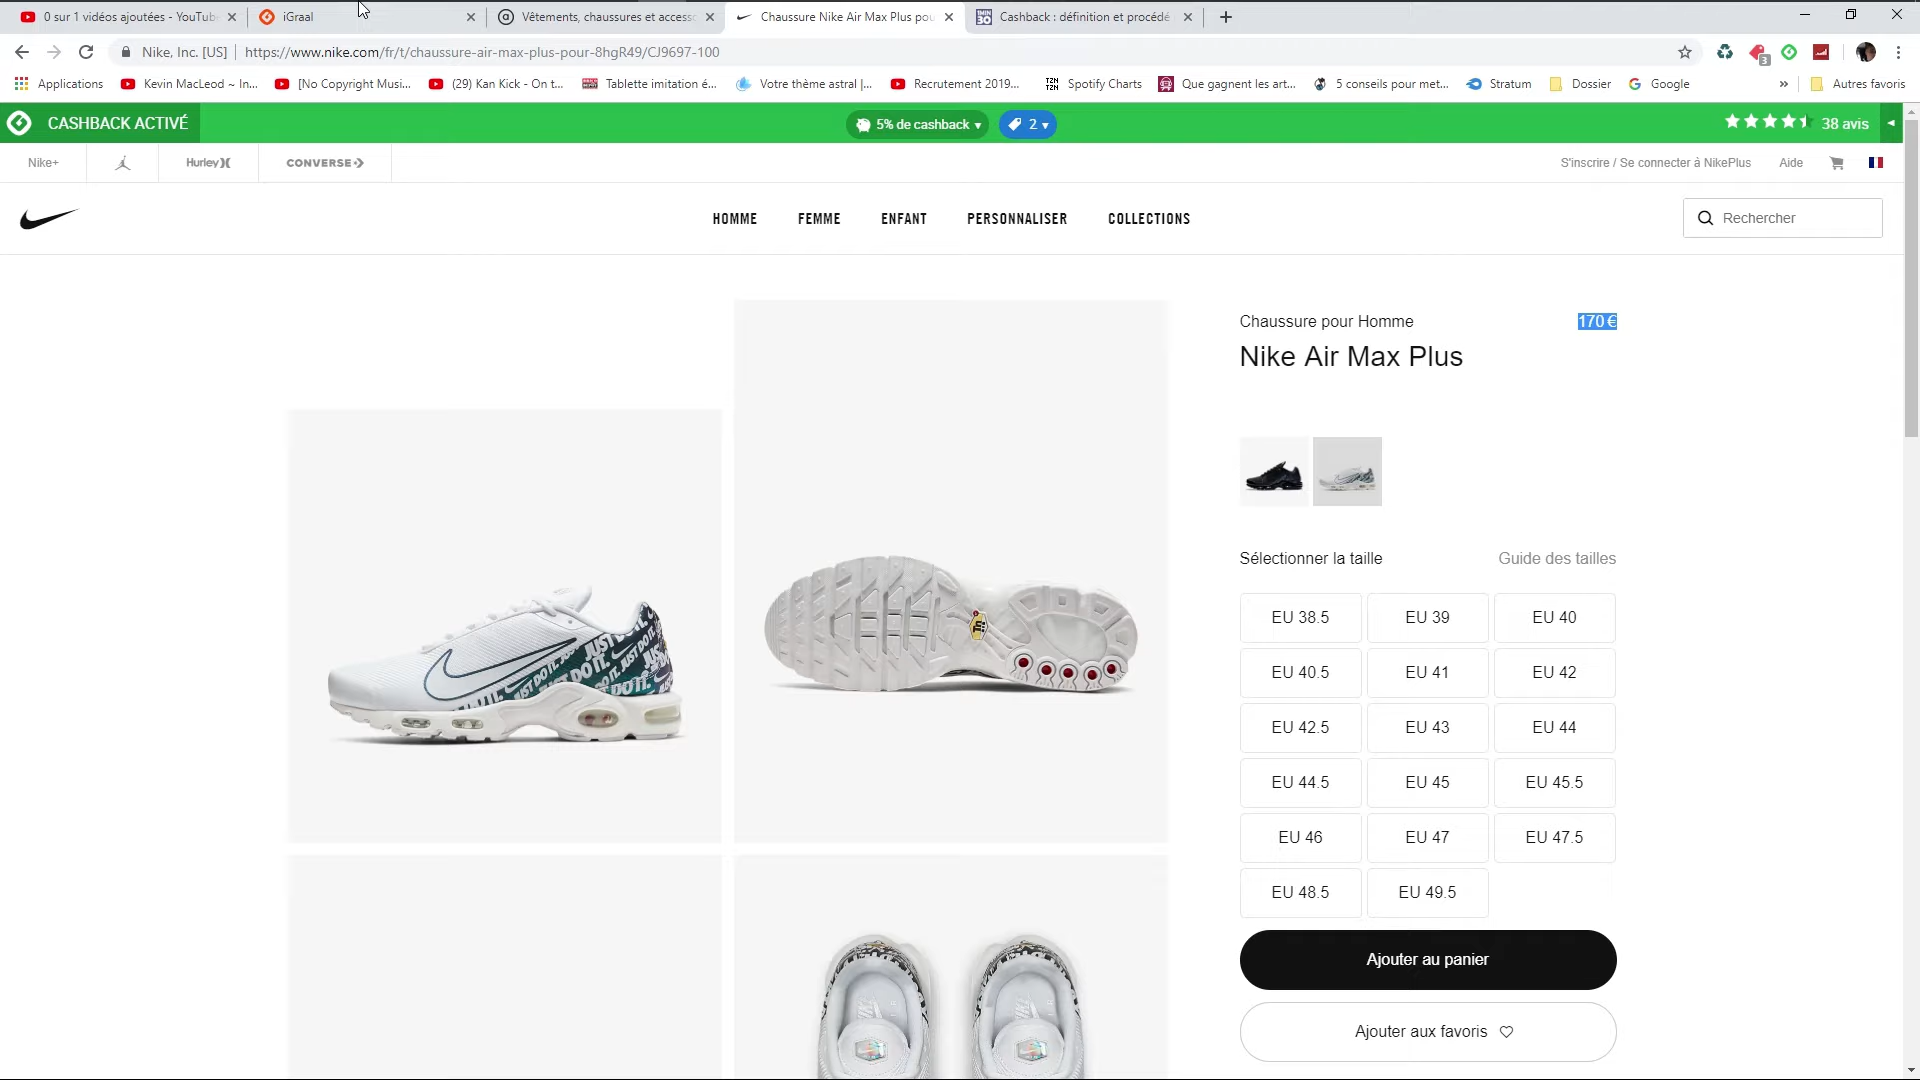 0 sur 1 vidéos ajoutées - YouTube
iGraal
Vêtements, chaussures et accesso
Chaussure Nike Air Max Plus pou
Cashback : définition et procédé
Nike, Inc. [US]
https://www.nike.com/fr/t/chaussure-air-max-plus-pour-8hgR49/CJ9697-100
3
Applications
Kevin MacLeod ~ In...
[No Copyright Musi...
(29) Kan Kick - On t...
Tablette imitation é...
Votre thème astral |...
Recrutement 2019...
Spotify Charts
Que gagnent les art...
5 conseils pour met...
Stratum
Dossier
Google
»
Autres favoris
CASHBACK ACTIVÉ
5% de cashback
2
38 avis
Nike+
Hurley
CONVERSE
S'inscrire / Se connecter à NikePlus
Aide
HOMME
FEMME
ENFANT
PERSONNALISER
COLLECTIONS
Rechercher
Chaussure pour Homme
170 €
Nike Air Max Plus
Sélectionner la taille
Guide des tailles
EU 38.5
EU 39
EU 40
EU 40.5
EU 41
EU 42
EU 42.5
EU 43
EU 44
EU 44.5
EU 45
EU 45.5
EU 46
EU 47
EU 47.5
EU 48.5
EU 49.5
Ajouter au panier
Ajouter aux favoris
JUST DO IT.
Tn